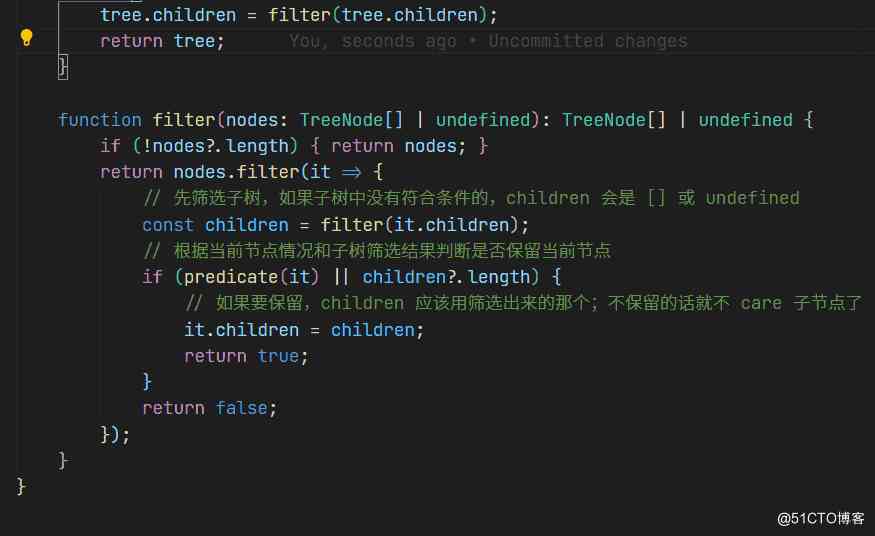 tree.children = filter(tree.children);
return tree; You, seconds ago • Uncommitted changes
}
function filter(nodes: TreeNode[] | undefined): TreeNode[] | undefined {
if (!nodes?.length) { return nodes; }
return nodes.filter(it => {
// 先筛选子树，如果子树中没有符合条件的，children 会是 [] 或 undefined
const children = filter(it.children);
// 根据当前节点情况和子树筛选结果判断是否保留当前节点
if (predicate(it) || children?.length) {
// 如果要保留，children 应该用筛选出来的那个；不保留的话就不 care 子节点了
it.children = children;
return true;
}
return false;
});
}
}
@51CTO博客